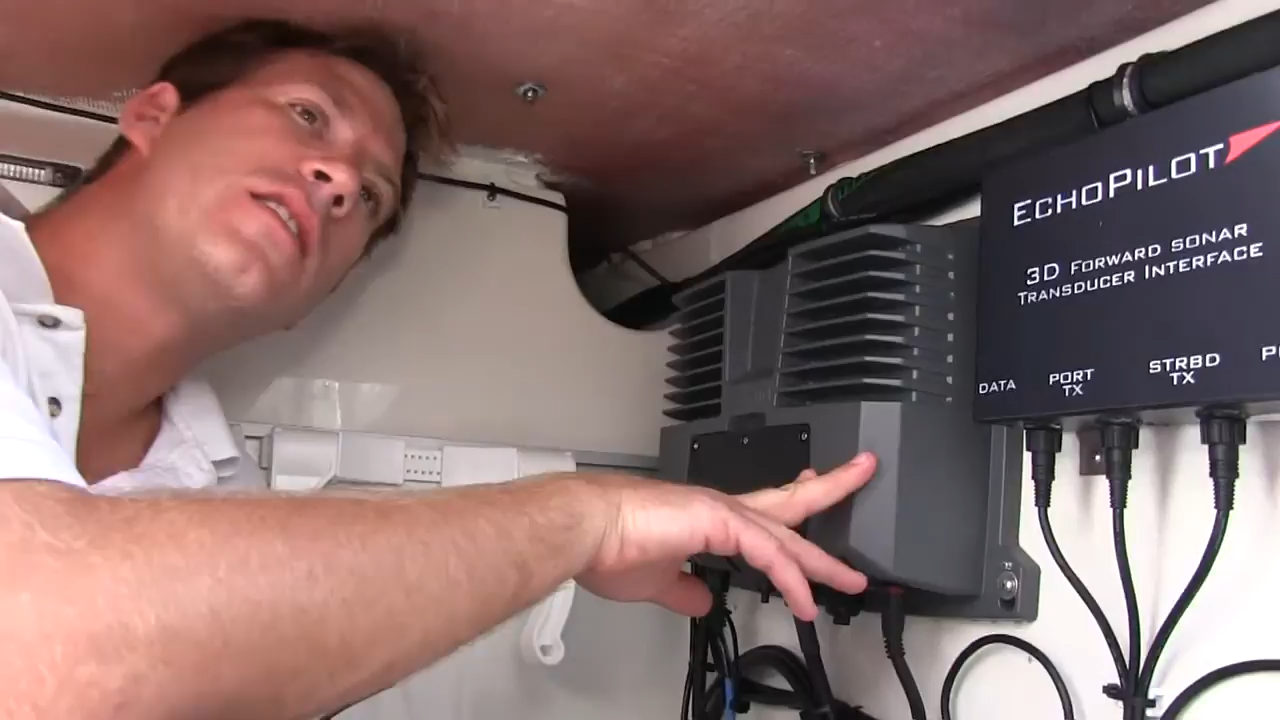 ECHOPILOT
3D FORWARD SONAR
TRANSDUCER INTERFACE
DATA
PORT
TX
STRBD
TX